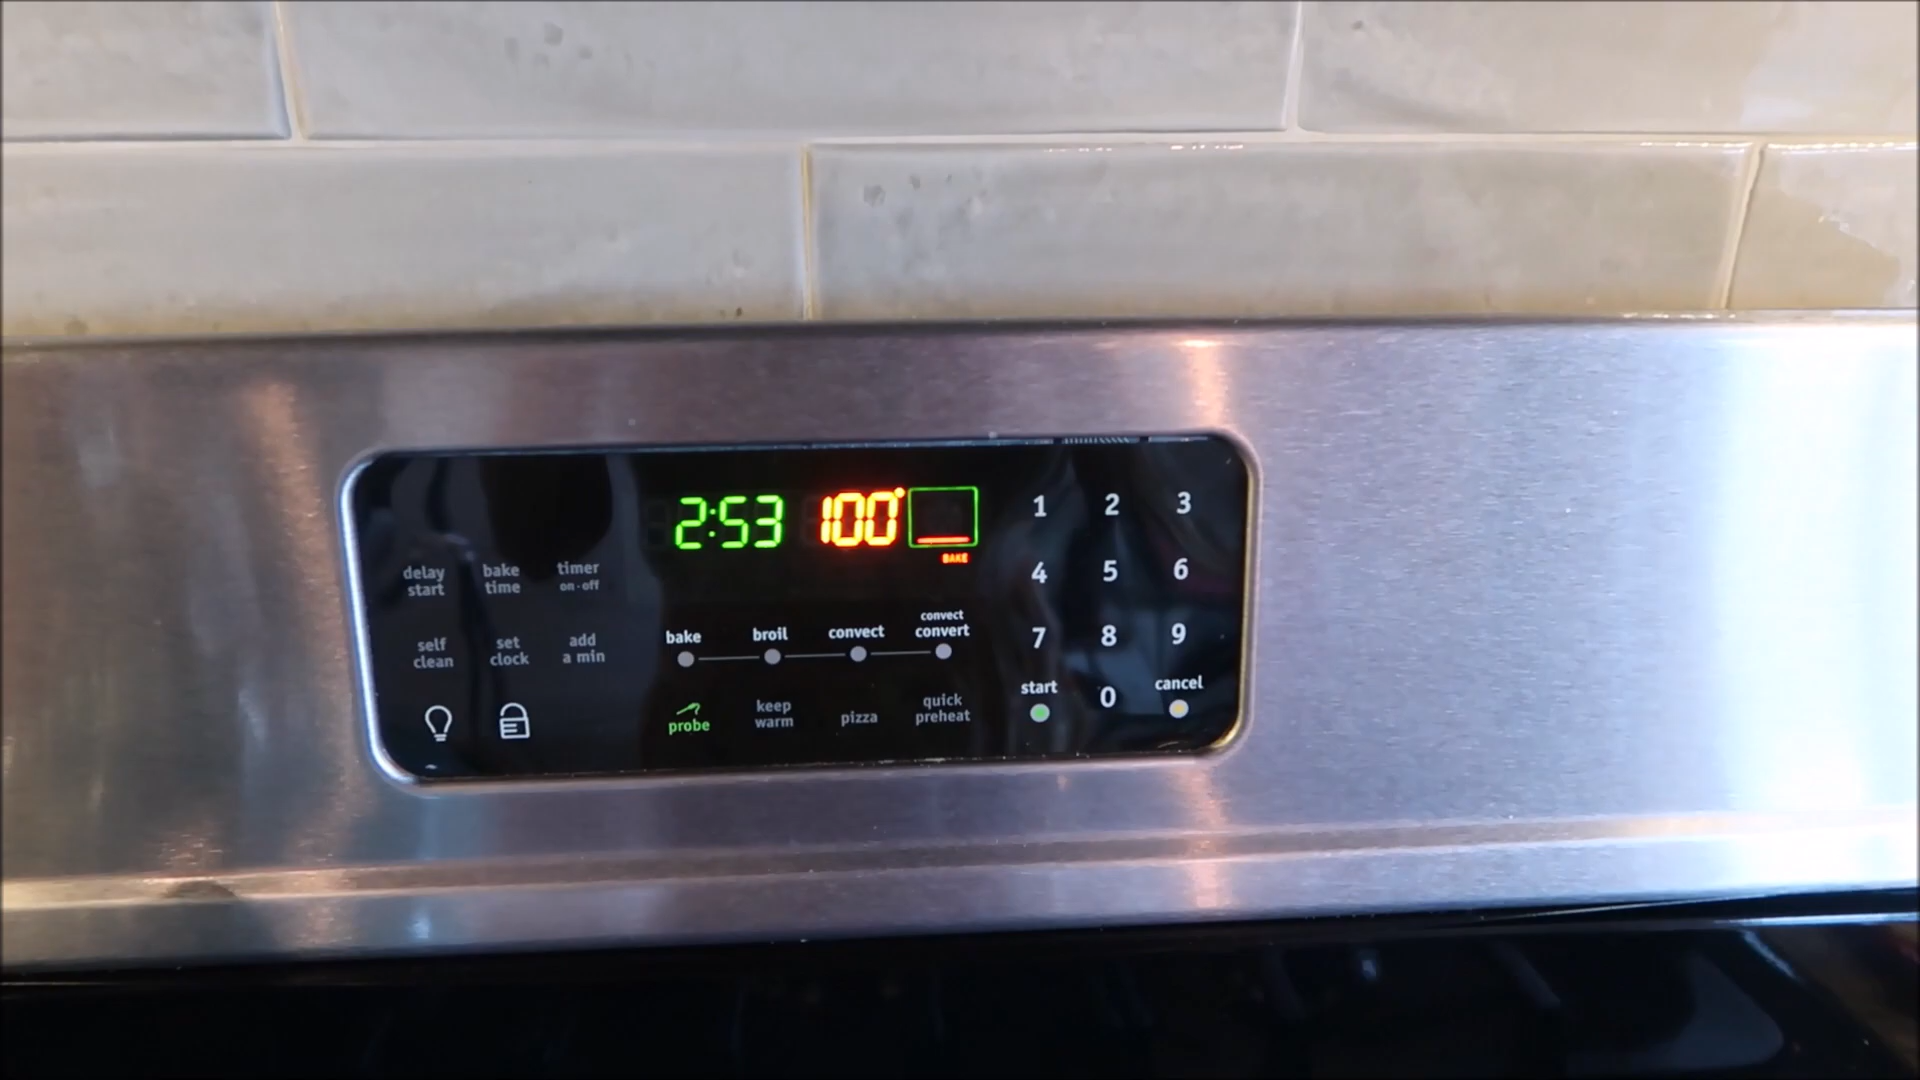 2:53 100°
BAKE
delay start
bake time
timer on·off
self clean
set clock
add a min
bake
broil
convect
convect convert
probe
keep warm
pizza
quick preheat
1 2 3
4 5 6
7 8 9
start
0
cancel